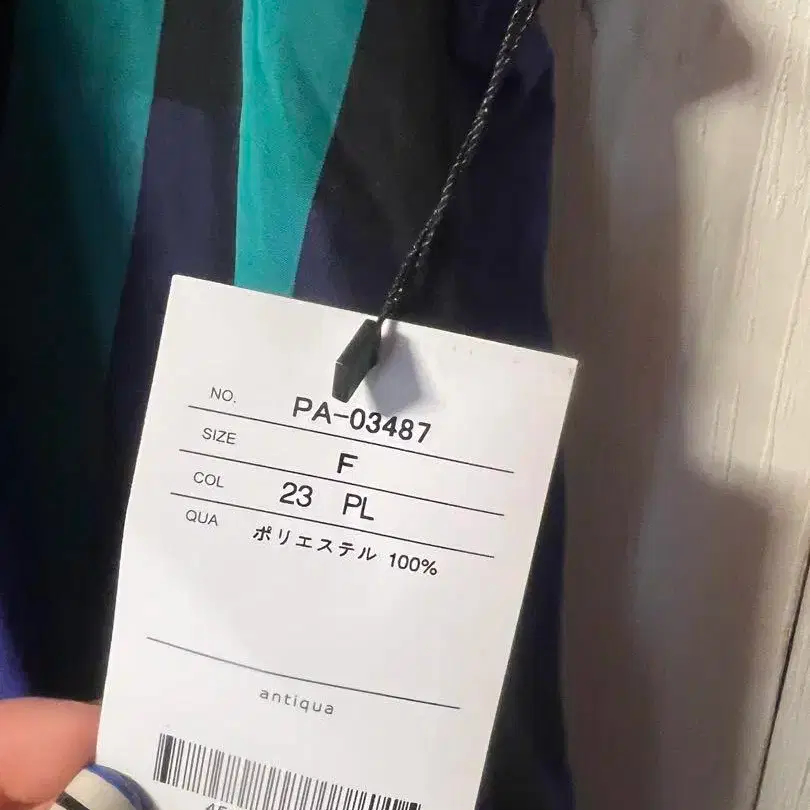 NO. PA-03487
SIZE F
COL 23 PL
QUA ポリエステル 100%
antiqua